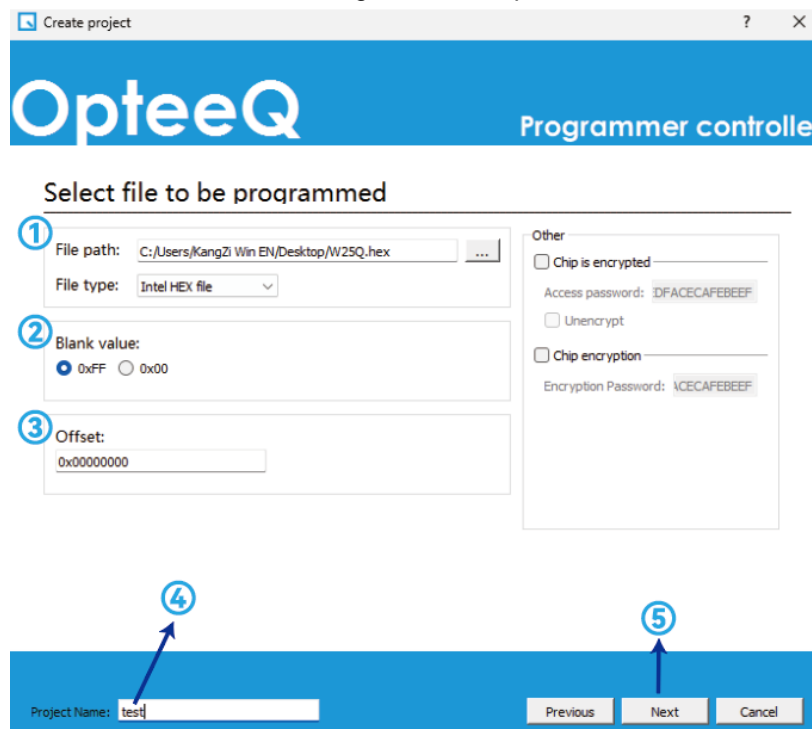 Create project
OpteeQ
Programmer controlle
Select file to be programmed
①
File path: C:/Users/KangZi Win EN/Desktop/W25Q.hex ...
File type: Intel HEX file
②
Blank value:
0xFF 0x00
③
Offset:
0x00000000
Other
Chip is encrypted
Access password: DFACECAFEBEEF
Unencrypt
Chip encryption
Encryption Password: ACECAFEBEEF
④
⑤
Project Name: test
Previous Next Cancel